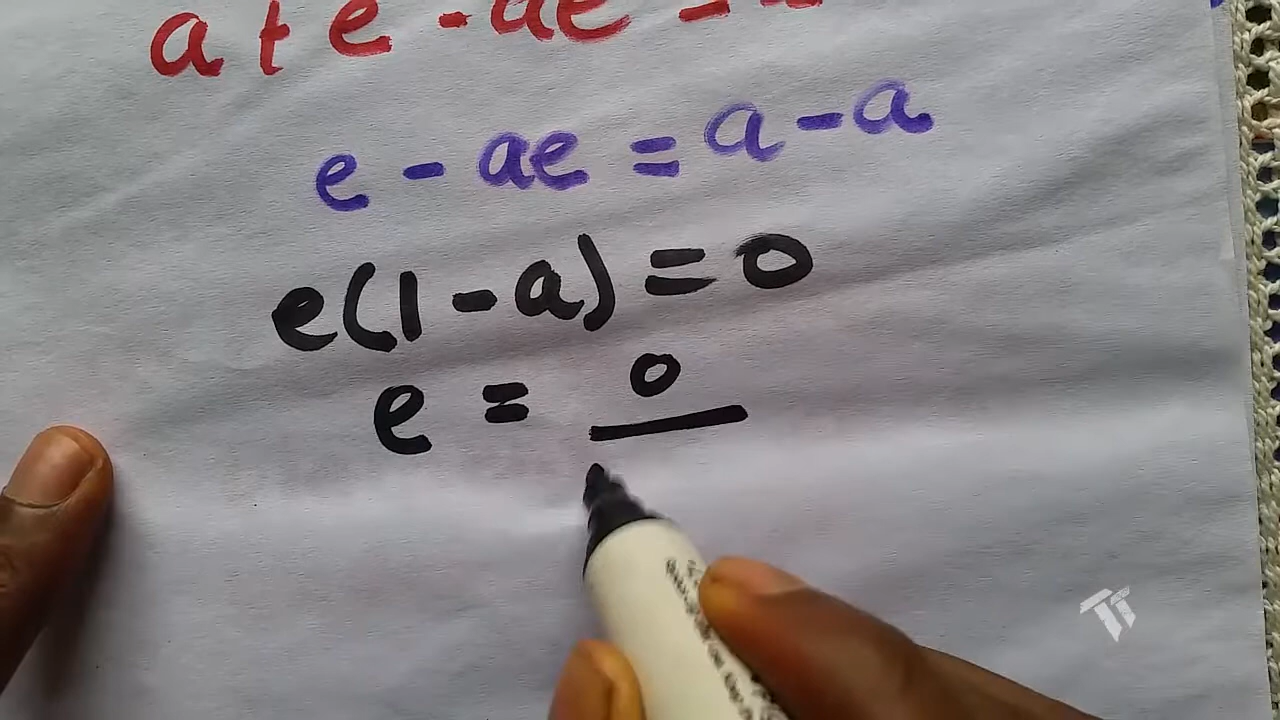 a + e - ae = a
e - ae = a - a
e(1 - a) = 0
e = 0